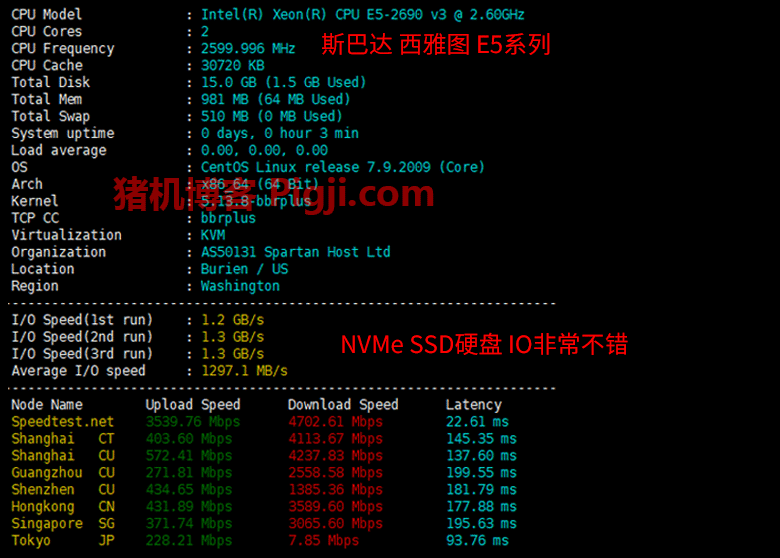 CPU Model : Intel(R) Xeon(R) CPU E5-2690 v3 @ 2.60GHz
CPU Cores : 2
斯巴达 西雅图 E5系列
CPU Frequency : 2599.996 MHz
CPU Cache : 30720 KB
Total Disk : 15.0 GB (1.5 GB Used)
Total Mem : 981 MB (64 MB Used)
Total Swap : 510 MB (0 MB Used)
System uptime : 0 days, 0 hour 3 min
Load average : 0.00, 0.00, 0.00
OS : CentOS Linux release 7.9.2009 (Core)
Arch : x86_64 (64 Bit)
猪机博客 Pigji.com
Kernel : 5.13.8-bbrplus
TCP CC : bbrplus
Virtualization : KVM
Organization : AS50131 Spartan Host Ltd
Location : Burien / US
Region : Washington
----------------------------------------------------------------------
I/O Speed(1st run) : 1.2 GB/s
I/O Speed(2nd run) : 1.3 GB/s
NVMe SSD硬盘 IO非常不错
I/O Speed(3rd run) : 1.3 GB/s
Average I/O speed : 1297.1 MB/s
----------------------------------------------------------------------
Node Name Upload Speed Download Speed Latency
Speedtest.net 3539.76 Mbps 4702.61 Mbps 22.61 ms
Shanghai CT 403.60 Mbps 4113.67 Mbps 145.35 ms
Shanghai CU 572.41 Mbps 4237.83 Mbps 137.60 ms
Guangzhou CU 271.81 Mbps 2558.58 Mbps 199.55 ms
Shenzhen CU 434.65 Mbps 1385.36 Mbps 181.79 ms
Hongkong CN 431.89 Mbps 3589.60 Mbps 177.88 ms
Singapore SG 371.74 Mbps 3065.60 Mbps 195.63 ms
Tokyo JP 228.21 Mbps 7.85 Mbps 93.76 ms